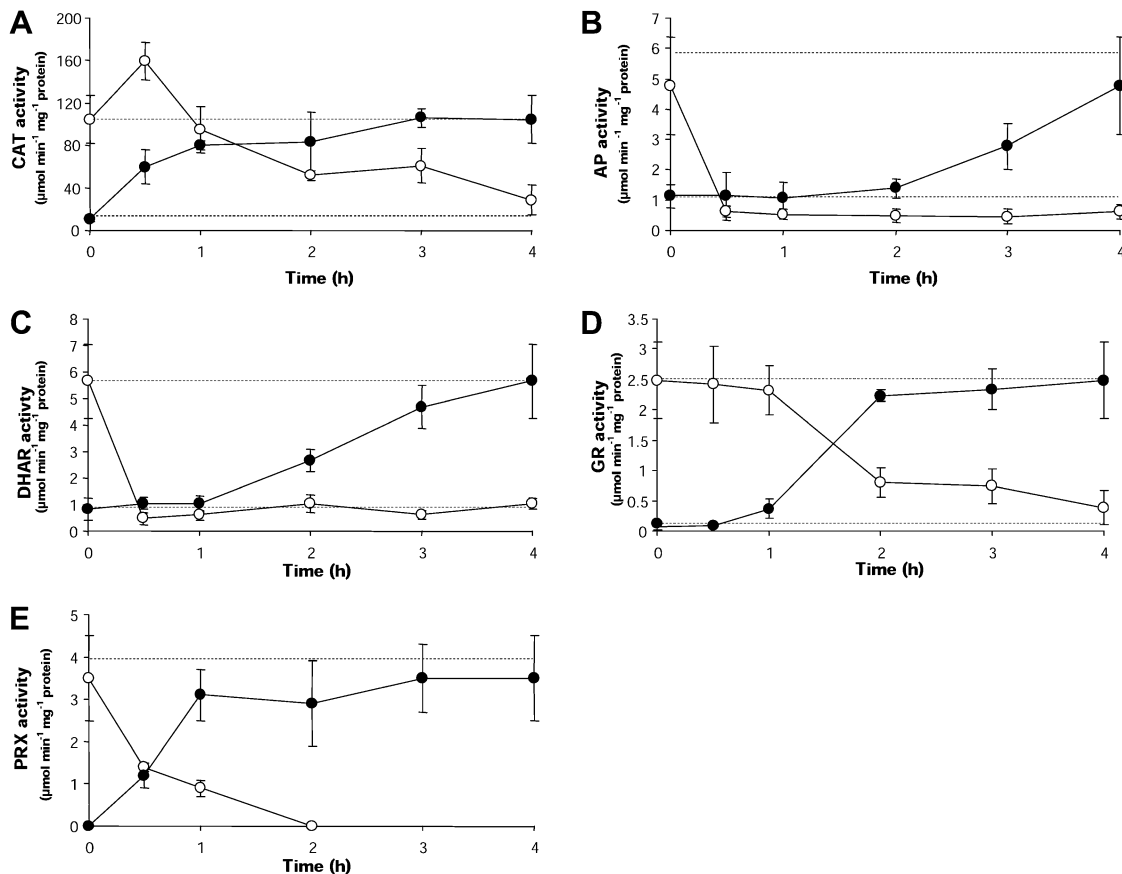 A
CAT activity
(µmol min⁻¹ mg⁻¹ protein)
200
160
120
80
40
0
0 1 2 3 4
Time (h)
B
AP activity
(µmol min⁻¹ mg⁻¹ protein)
7
6
5
4
3
2
1
0
0 1 2 3 4
Time (h)
C
DHAR activity
(µmol min⁻¹ mg⁻¹ protein)
8
7
6
5
4
3
2
1
0
0 1 2 3 4
Time (h)
D
GR activity
(µmol min⁻¹ mg⁻¹ protein)
3.5
3
2.5
2
1.5
1
0.5
0
0 1 2 3 4
Time (h)
E
PRX activity
(µmol min⁻¹ mg⁻¹ protein)
5
4
3
2
1
0
0 1 2 3 4
Time (h)